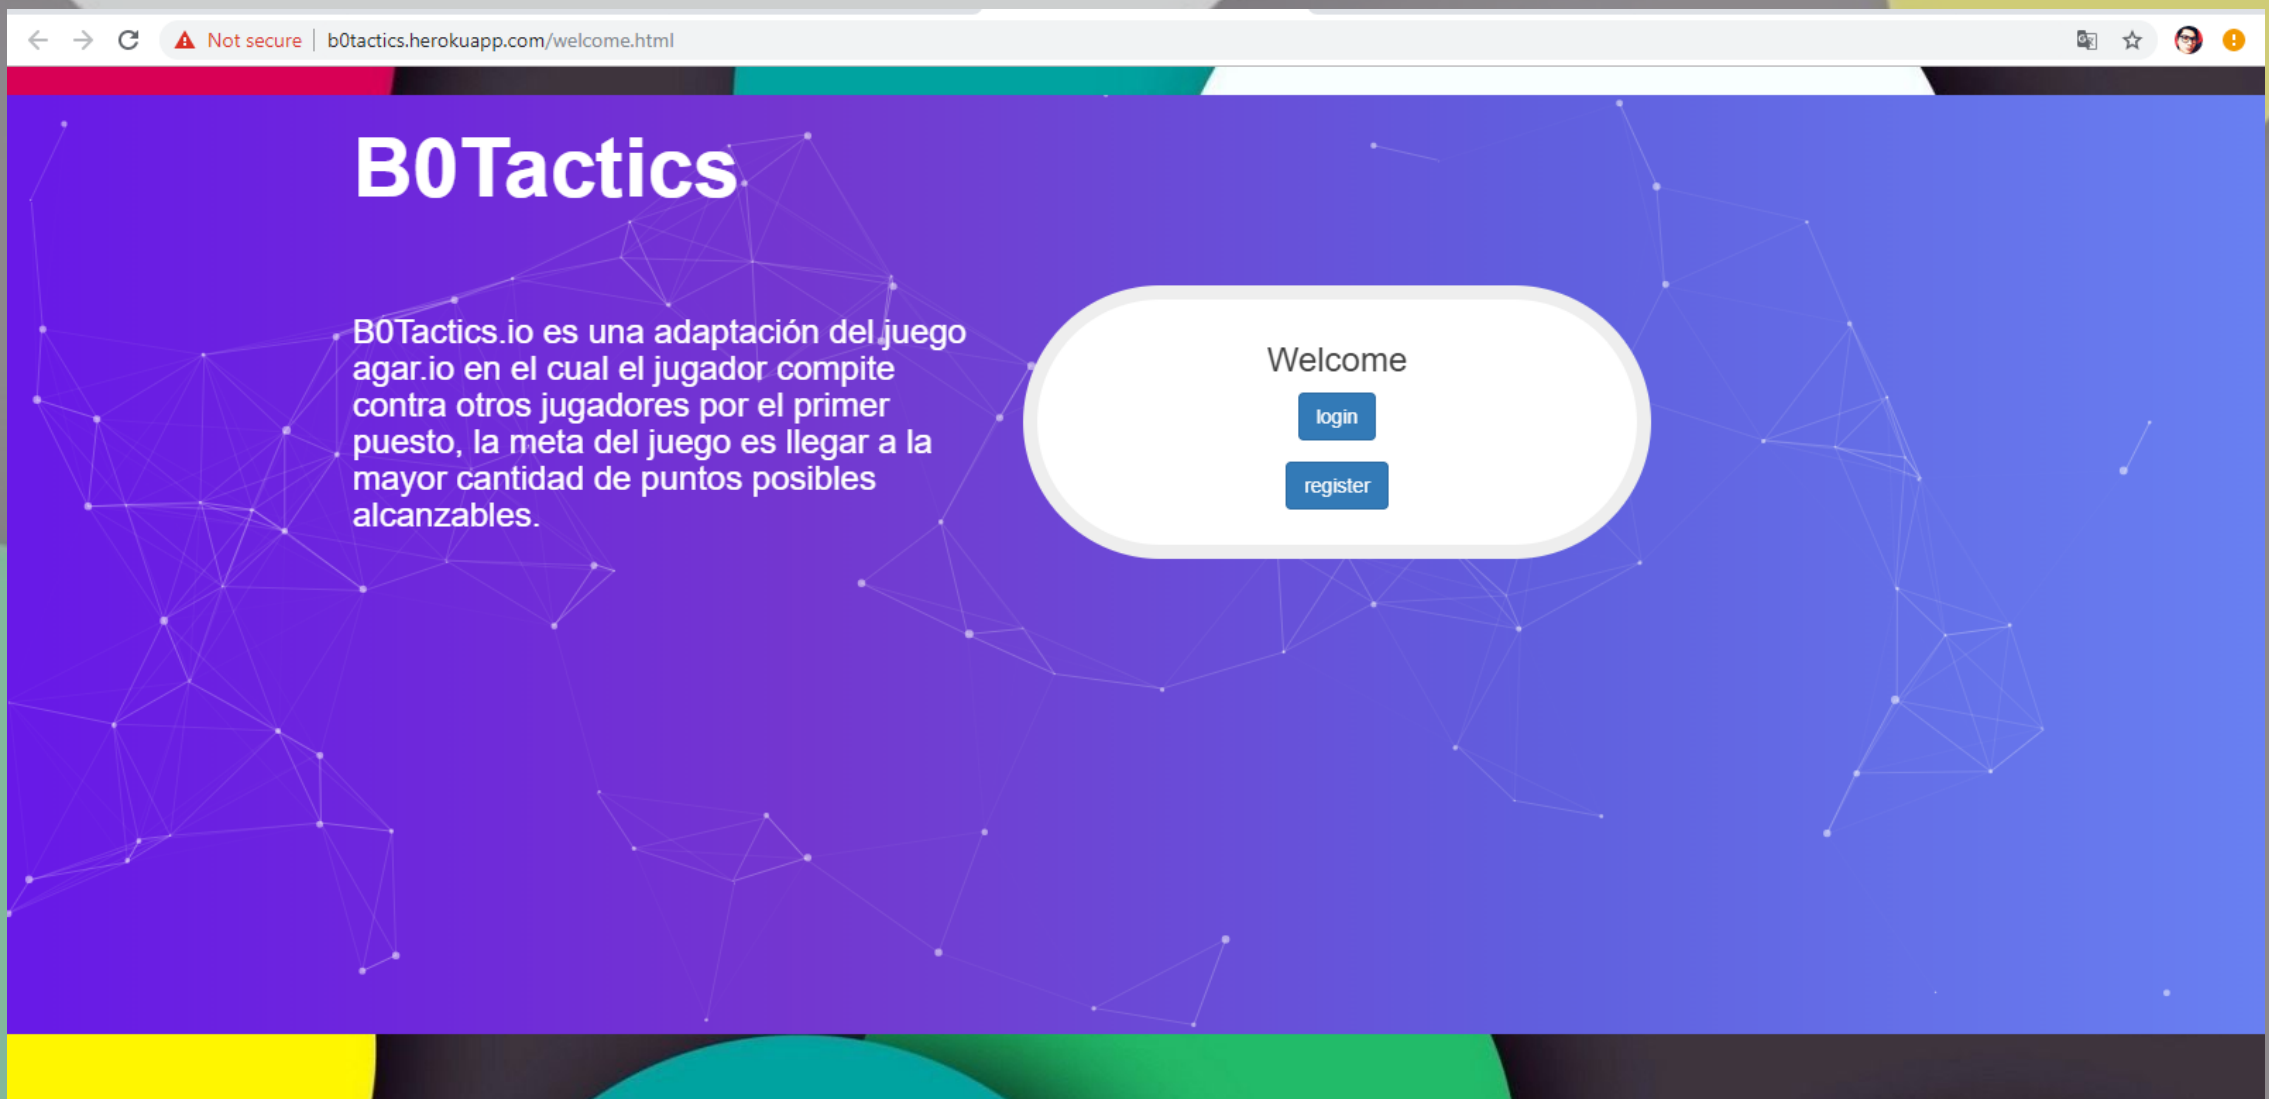 Not secure b0tactics.herokuapp.com/welcome.html
B0Tactics
B0Tactics.io es una adaptación del juego
agar.io en el cual el jugador compite
contra otros jugadores por el primer
puesto, la meta del juego es llegar a la
mayor cantidad de puntos posibles
alcanzables.
Welcome
login
register